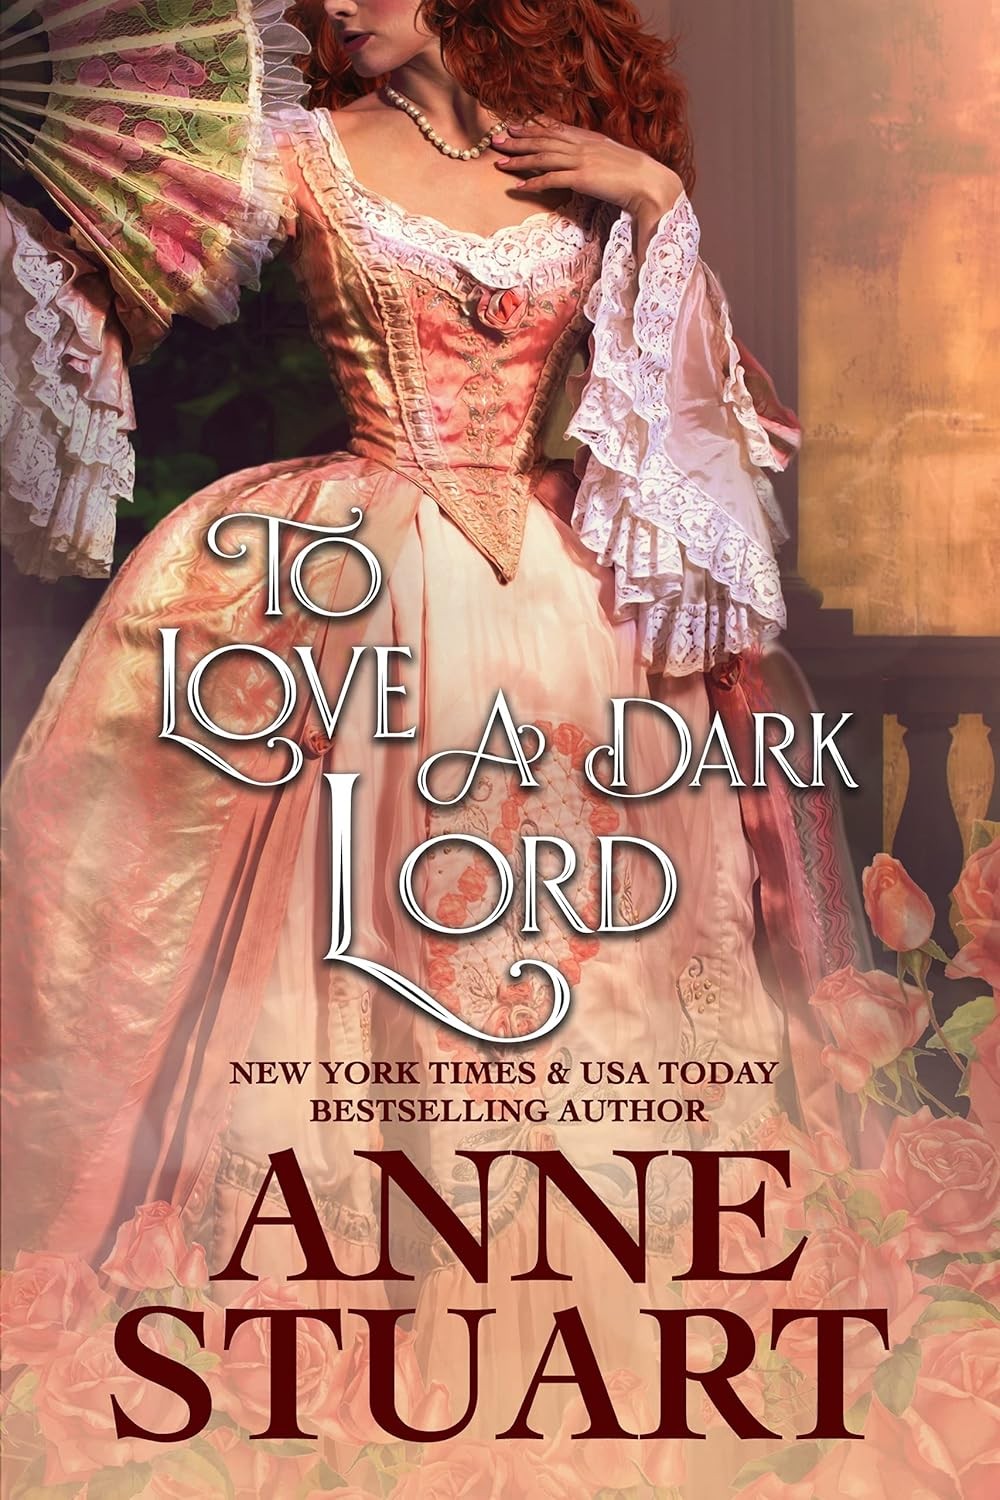 To
Love
A Dark
Lord
NEW YORK TIMES & USA TODAY
BESTSELLING AUTHOR
ANNE
STUART